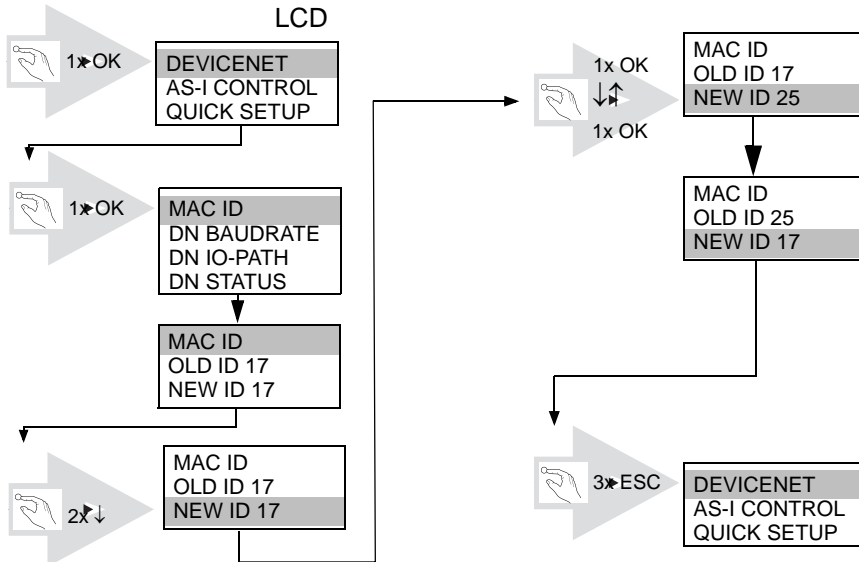 LCD
1x OK
DEVICENET
AS-I CONTROL
QUICK SETUP
1x OK
MAC ID
DN BAUDRATE
DN IO-PATH
DN STATUS
MAC ID
OLD ID 17
NEW ID 17
2x ↓
MAC ID
OLD ID 17
NEW ID 17
1x OK
↓↑
1x OK
MAC ID
OLD ID 17
NEW ID 25
MAC ID
OLD ID 25
NEW ID 17
3x ESC
DEVICENET
AS-I CONTROL
QUICK SETUP